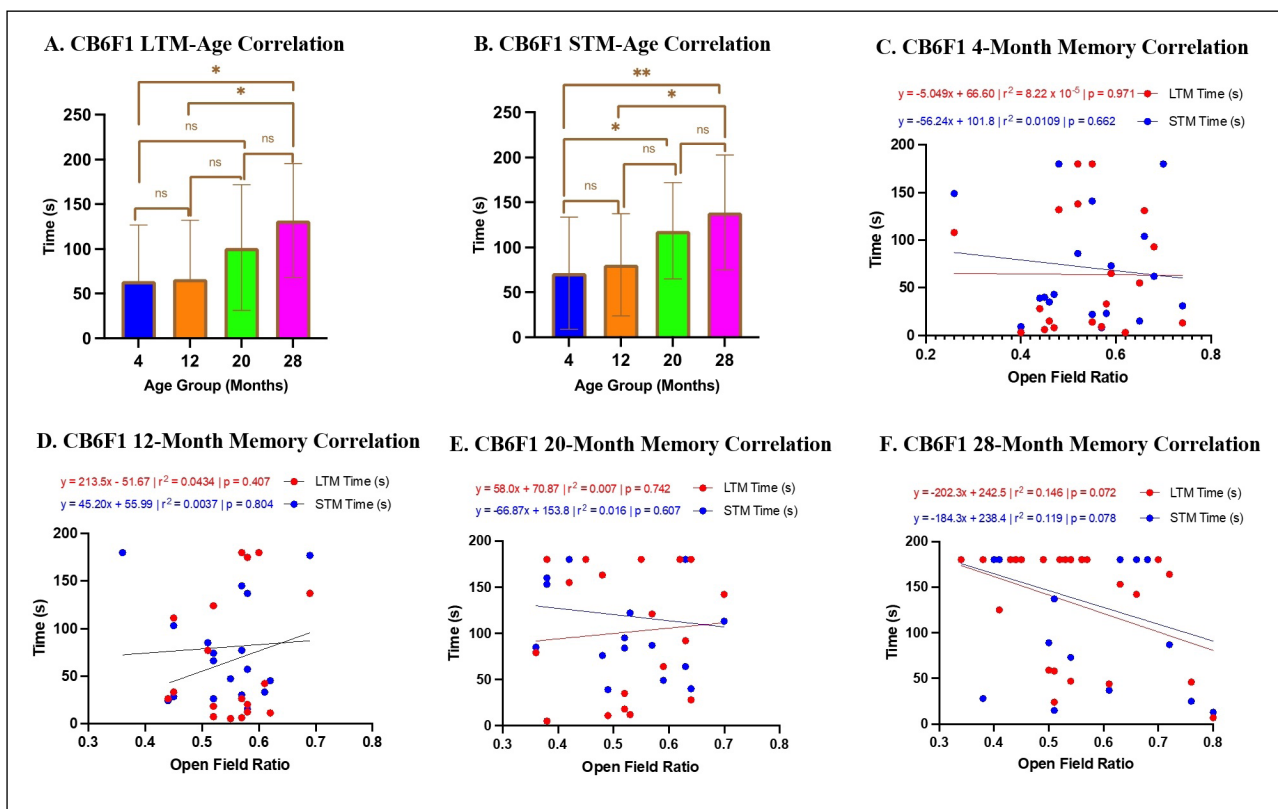 A. CB6F1 LTM-Age Correlation
*
*
ns
ns
ns
ns
250
200
150
100
50
0
Time (s)
4 12 20 28
Age Group (Months)
B. CB6F1 STM-Age Correlation
**
*
*
ns
ns
ns
250
200
150
100
50
0
Time (s)
4 12 20 28
Age Group (Months)
C. CB6F1 4-Month Memory Correlation
y = -5.049x + 66.60 | r² = 8.22 x 10⁻⁵ | p = 0.971 LTM Time (s)
y = -56.24x + 101.8 | r² = 0.0109 | p = 0.662 STM Time (s)
200
150
100
50
0
Time (s)
0.2 0.4 0.6 0.8
Open Field Ratio
D. CB6F1 12-Month Memory Correlation
y = 213.5x - 51.67 | r² = 0.0434 | p = 0.407 LTM Time (s)
y = 45.20x + 55.99 | r² = 0.0037 | p = 0.804 STM Time (s)
200
150
100
50
0
Time (s)
0.3 0.4 0.5 0.6 0.7 0.8
Open Field Ratio
E. CB6F1 20-Month Memory Correlation
y = 58.0x + 70.87 | r² = 0.007 | p = 0.742 LTM Time (s)
y = -66.87x + 153.8 | r² = 0.016 | p = 0.607 STM Time (s)
200
150
100
50
0
Time (s)
0.3 0.4 0.5 0.6 0.7 0.8
Open Field Ratio
F. CB6F1 28-Month Memory Correlation
y = -202.3x + 242.5 | r² = 0.146 | p = 0.072 LTM Time (s)
y = -184.3x + 238.4 | r² = 0.119 | p = 0.078 STM Time (s)
200
150
100
50
0
Time (s)
0.3 0.4 0.5 0.6 0.7 0.8
Open Field Ratio